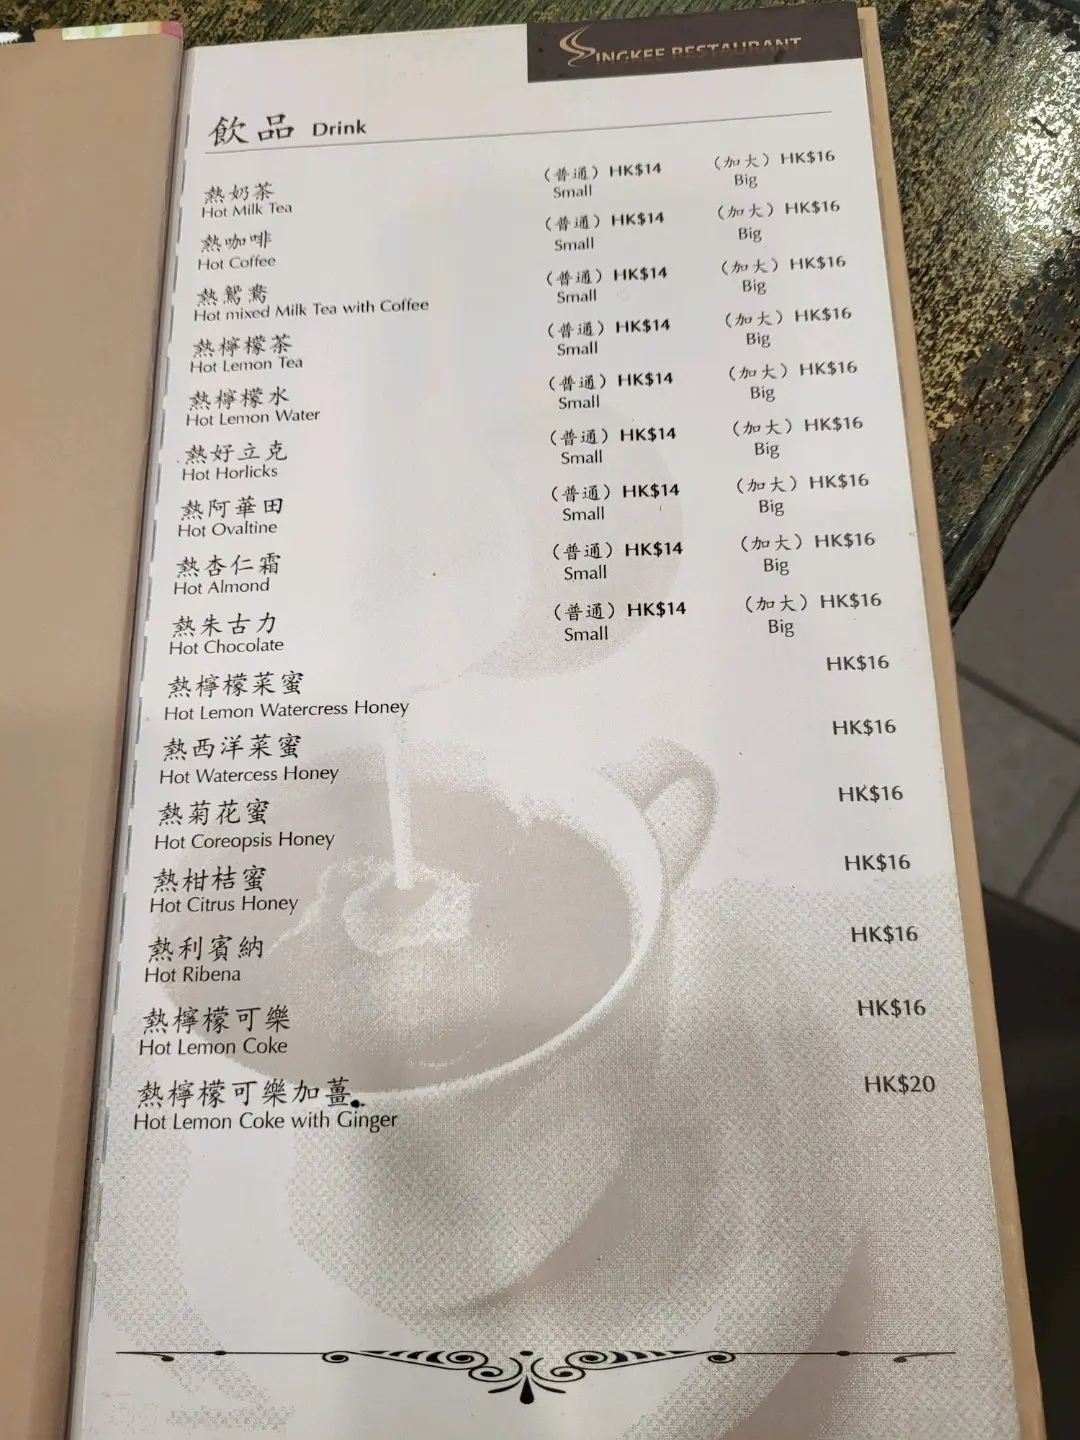 SINGKEE RESTAURANT
飲品 Drink
熱奶茶 (普通) HK$14 (加大) HK$16
Hot Milk Tea Small Big
熱咖啡 (普通) HK$14 (加大) HK$16
Hot Coffee Small Big
熱鴛鴦 (普通) HK$14 (加大) HK$16
Hot mixed Milk Tea with Coffee Small Big
熱檸檬茶 (普通) HK$14 (加大) HK$16
Hot Lemon Tea Small Big
熱檸檬水 (普通) HK$14 (加大) HK$16
Hot Lemon Water Small Big
熱好立克 (普通) HK$14 (加大) HK$16
Hot Horlicks Small Big
熱阿華田 (普通) HK$14 (加大) HK$16
Hot Ovaltine Small Big
熱杏仁霜 (普通) HK$14 (加大) HK$16
Hot Almond Small Big
熱朱古力 (普通) HK$14 (加大) HK$16
Hot Chocolate Small Big
熱檸檬菜蜜 HK$16
Hot Lemon Watercress Honey
熱西洋菜蜜 HK$16
Hot Watercess Honey
熱菊花蜜 HK$16
Hot Coreopsis Honey
熱柑桔蜜 HK$16
Hot Citrus Honey
熱利賓納 HK$16
Hot Ribena
熱檸檬可樂 HK$16
Hot Lemon Coke
熱檸檬可樂加薑 HK$20
Hot Lemon Coke with Ginger